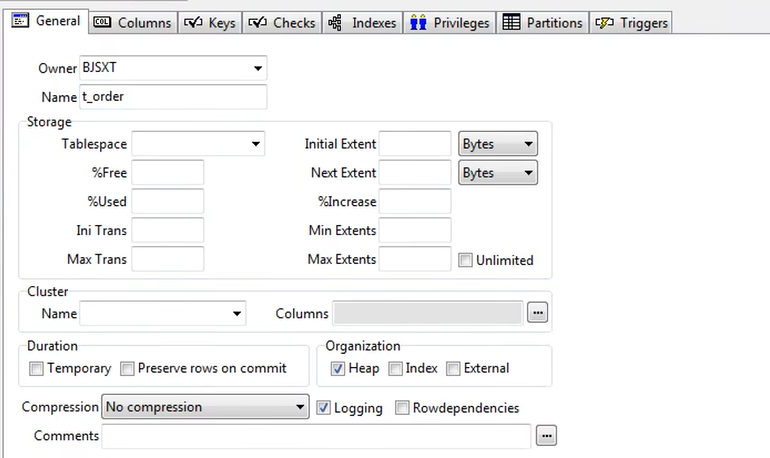 General Columns Keys Checks Indexes Privileges Partitions Triggers
Owner BJSXT
Name t_order
Storage
Tablespace Initial Extent Bytes
%Free Next Extent Bytes
%Used %Increase
Ini Trans Min Extents
Max Trans Max Extents Unlimited
Cluster
Name Columns ...
Duration Organization
Temporary Preserve rows on commit Heap Index External
Compression No compression Logging Rowdependencies
Comments ...